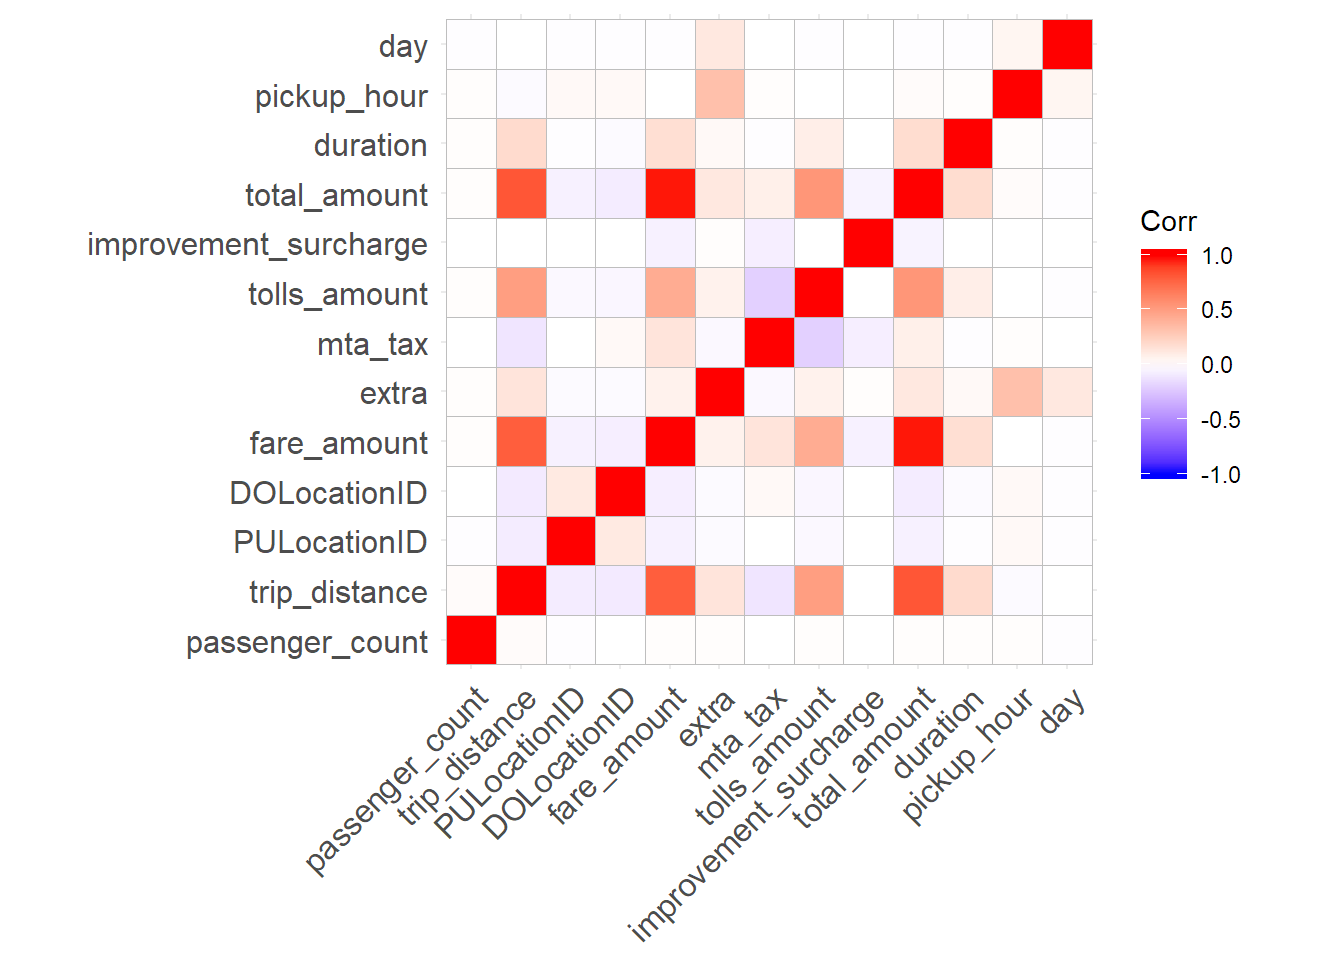 day
pickup_hour
duration
total_amount
improvement_surcharge
tolls_amount
mta_tax
extra
fare_amount
DOLocationID
PULocationID
trip_distance
passenger_count
passenger_count
trip_distance
PULocationID
DOLocationID
fare_amount
extra
mta_tax
tolls_amount
improvement_surcharge
total_amount
duration
pickup_hour
day
Corr
1.0
0.5
0.0
-0.5
-1.0